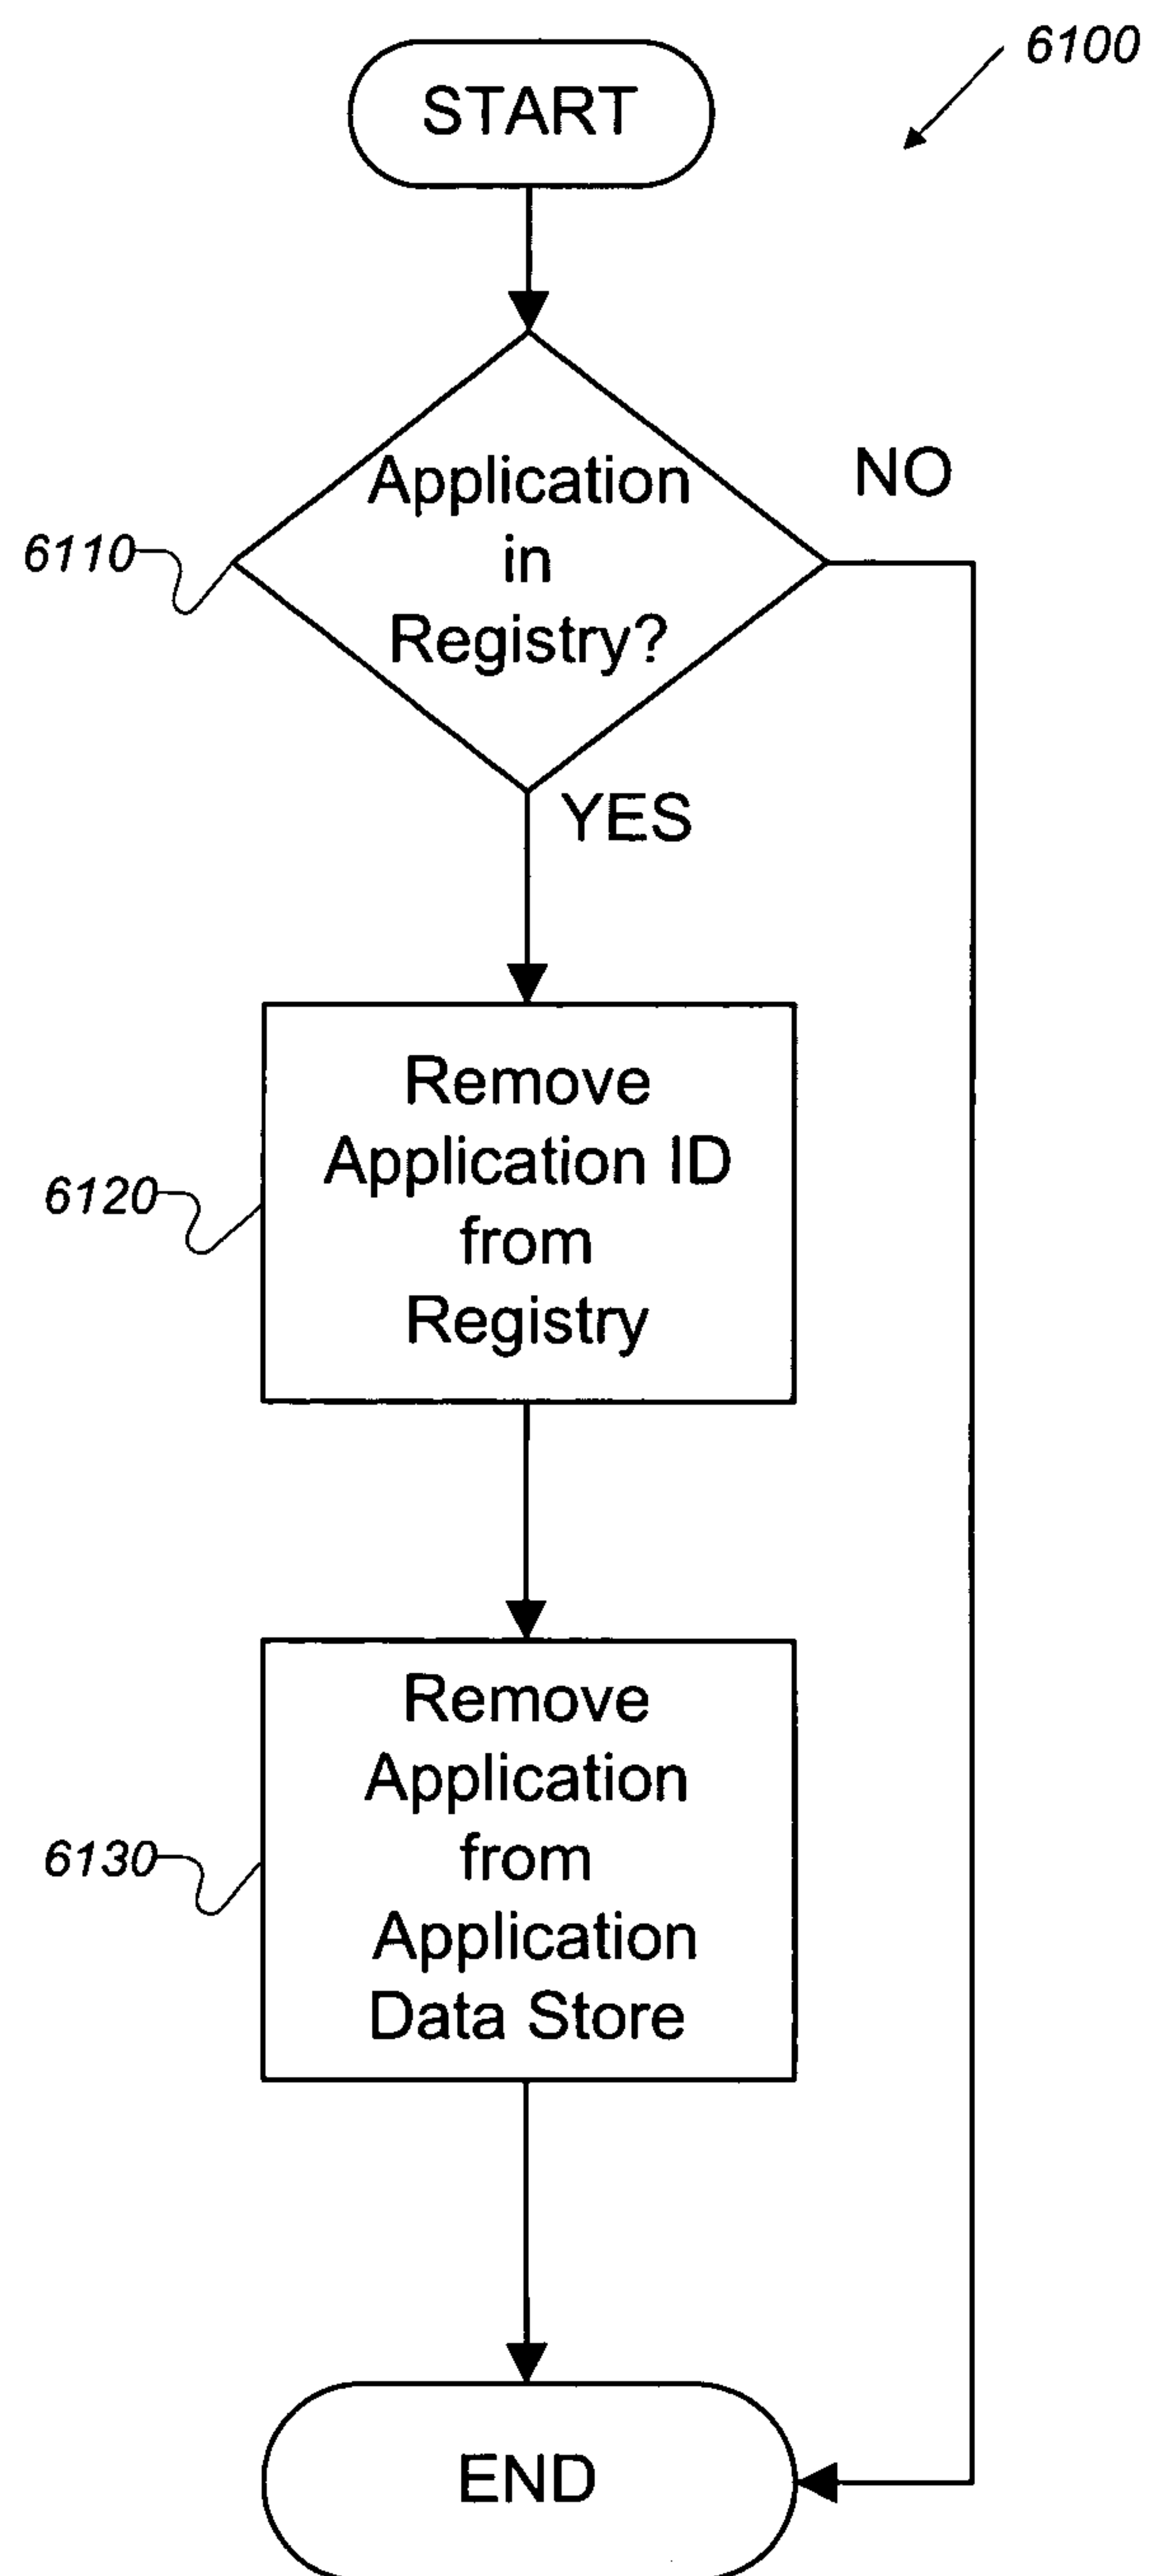 6100
START
Application
in
Registry?
NO
6110
YES
Remove
Application ID
from
Registry
6120
Remove
Application
from
Application
Data Store
6130
END